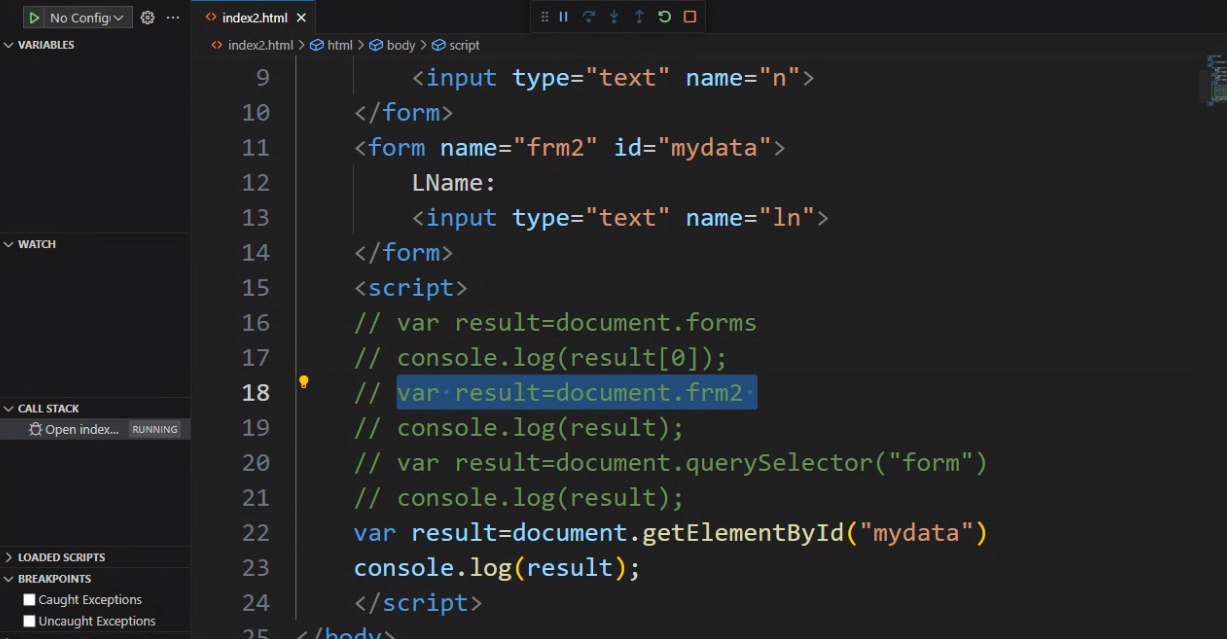 No Config
index2.html
index2.html > html > body > script
VARIABLES
WATCH
CALL STACK
Open index... RUNNING
LOADED SCRIPTS
BREAKPOINTS
Caught Exceptions
Uncaught Exceptions
9 <input type="text" name="n">
10 </form>
11 <form name="frm2" id="mydata">
12 LName:
13 <input type="text" name="ln">
14 </form>
15 <script>
16 // var result=document.forms
17 // console.log(result[0]);
18 // var result=document.frm2
19 // console.log(result);
20 // var result=document.querySelector("form")
21 // console.log(result);
22 var result=document.getElementById("mydata")
23 console.log(result);
24 </script>
25 </body>